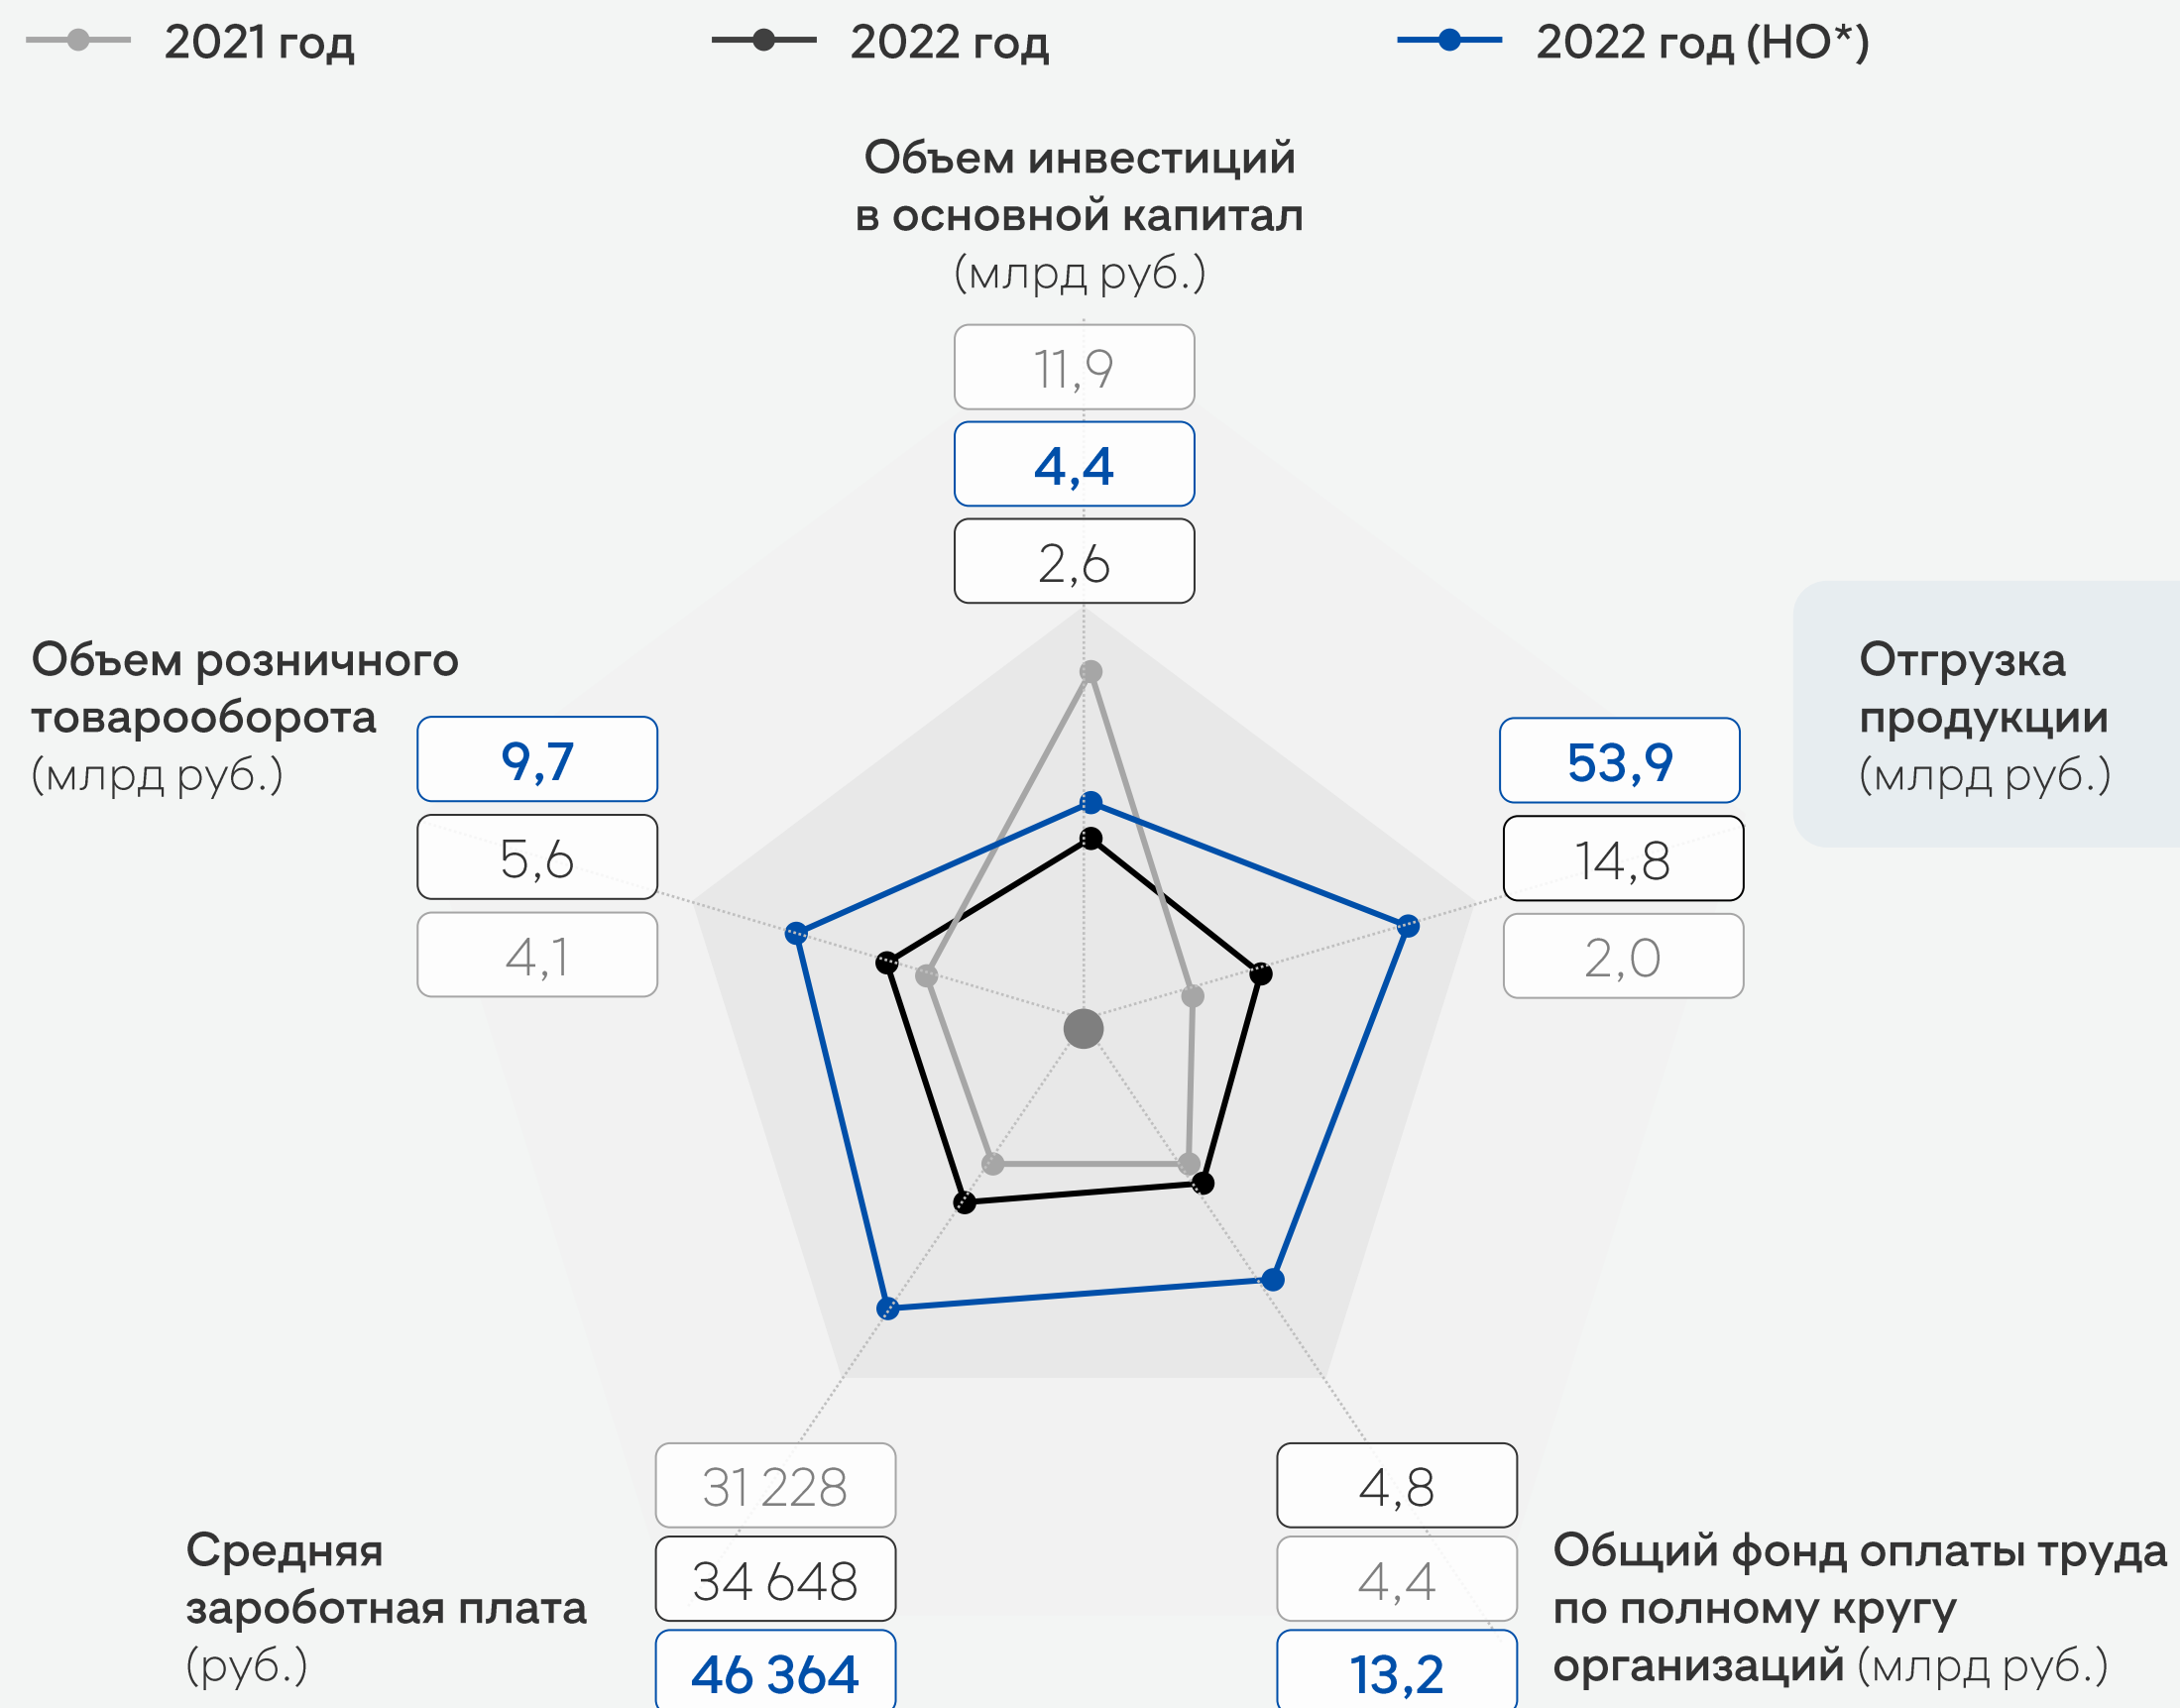 2021 год
2022 год
2022 год (НО*)
Объем инвестиций
в основной капитал
(млрд руб.)
11,9
4,4
2,6
Объем розничного
товарооборота
(млрд руб.)
9,7
5,6
4,1
Отгрузка
продукции
(млрд руб.)
53,9
14,8
2,0
Средняя
зароботная плата
(руб.)
31 228
34 648
46 364
4,8
4,4
13,2
Общий фонд оплаты труда
по полному кругу
организаций (млрд руб.)